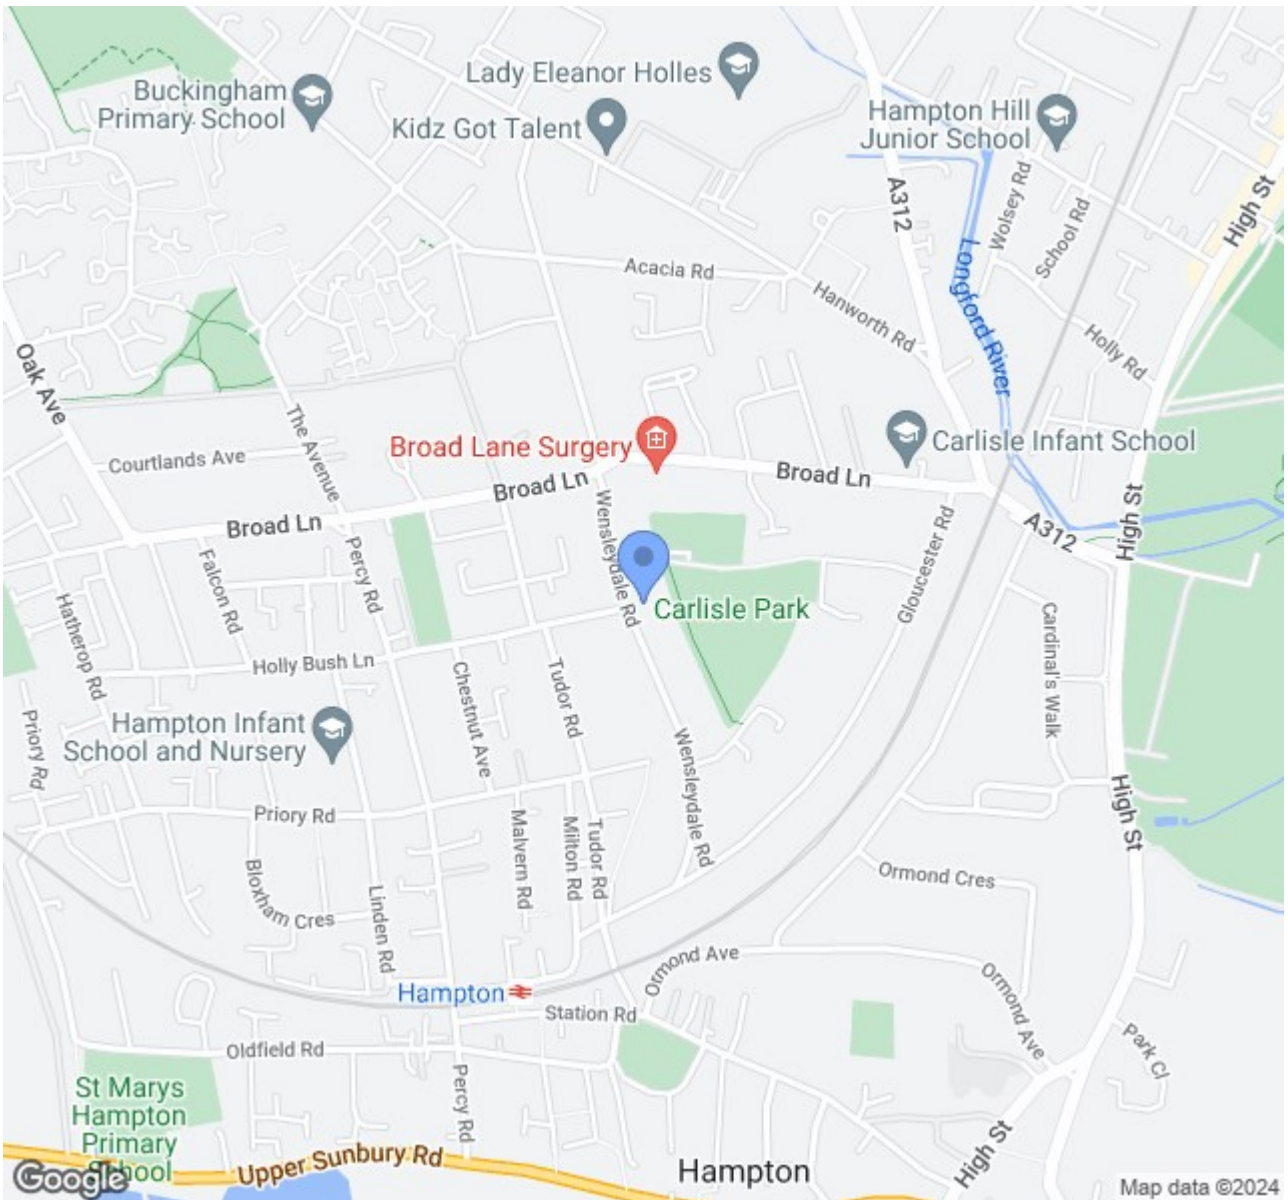 Lady Eleanor Holles
Buckingham
Primary School
Kidz Got Talent
Hampton Hill
Junior School
A312
Wolsey Rd
School Rd
High St
Longford River
Acacia Rd
Hanworth Rd
Holly Rd
Oak Ave
The Avenue
Courtlands Ave
Broad Lane Surgery
Carlisle Infant School
Broad Ln
Broad Ln
Broad Ln
Wensleydale Rd
A312
High St
Gloucester Rd
Percy Rd
Falcon Rd
Hatherop Rd
Carlisle Park
Cardinal's Walk
Holly Bush Ln
Chestnut Ave
Tudor Rd
Priory Rd
Hampton Infant
School and Nursery
Wensleydale Rd
High St
Priory Rd
Malvern Rd
Milton Rd
Tudor Rd
Bloxham Cres
Linden Rd
Ormond Cres
Ormond Ave
Ormond Ave
Hampton
Station Rd
Oldfield Rd
Park Cl
Percy Rd
St Marys
Hampton
Primary
School
Upper Sunbury Rd
Hampton
High St
Google
Map data ©2024